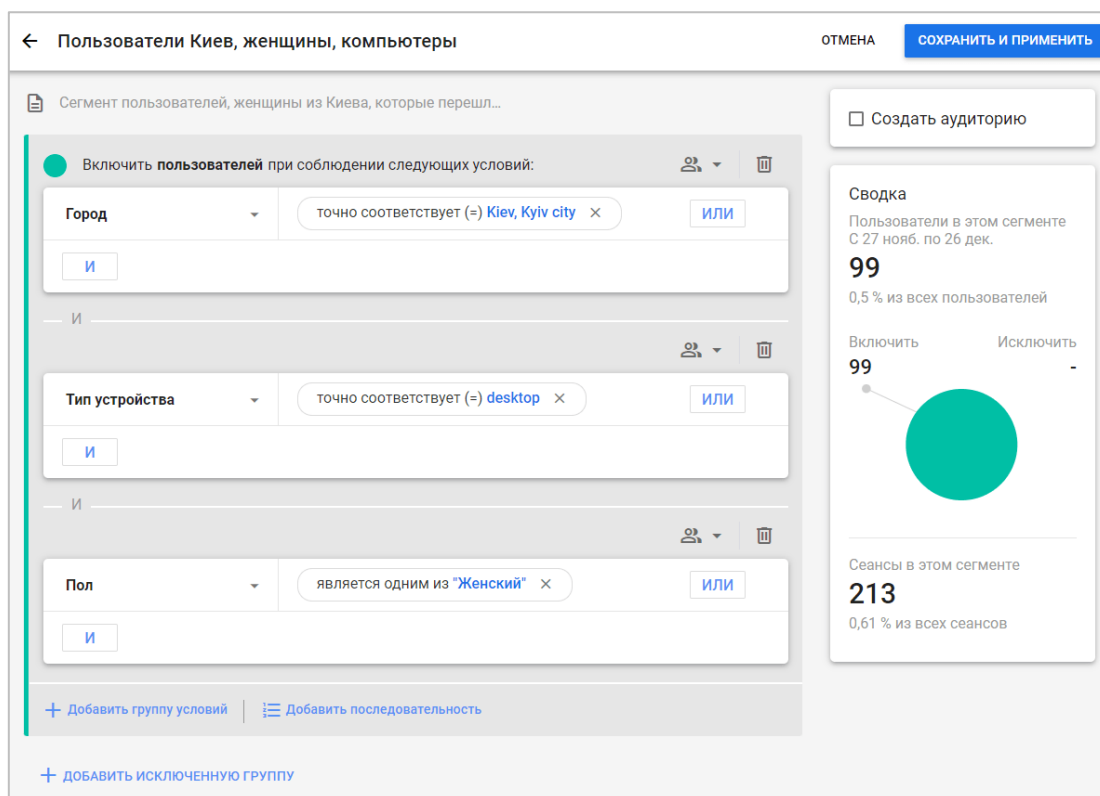 Пользователи Киев, женщины, компьютеры
ОТМЕНА
СОХРАНИТЬ И ПРИМЕНИТЬ
Сегмент пользователей, женщины из Киева, которые перешл...
Включить пользователей при соблюдении следующих условий:
Город
точно соответствует (=) Kiev, Kyiv city
ИЛИ
И
И
Тип устройства
точно соответствует (=) desktop
ИЛИ
И
И
Пол
является одним из "Женский"
ИЛИ
И
Добавить группу условий
Добавить последовательность
ДОБАВИТЬ ИСКЛЮЧЕННУЮ ГРУППУ
Создать аудиторию
Сводка
Пользователи в этом сегменте
С 27 нояб. по 26 дек.
99
0,5 % из всех пользователей
Включить
Исключить
99
-
Сеансы в этом сегменте
213
0,61 % из всех сеансов